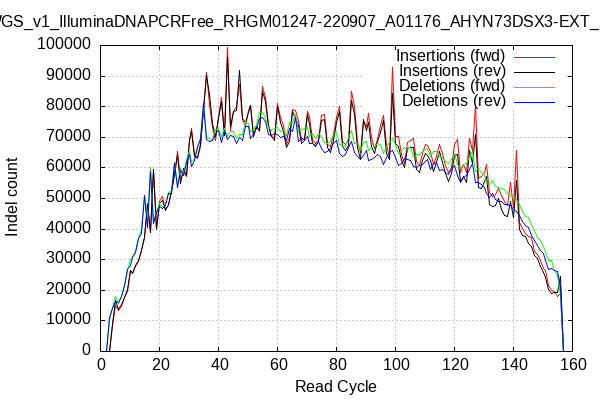 WGS_v1_IlluminaDNAPCRFree_RHGM01247-220907_A01176_AHYN73DSX3-EXT_
Insertions (fwd)
Insertions (rev)
Deletions (fwd)
Deletions (rev)
Indel count
100000
90000
80000
70000
60000
50000
40000
30000
20000
10000
0
0 20 40 60 80 100 120 140 160
Read Cycle